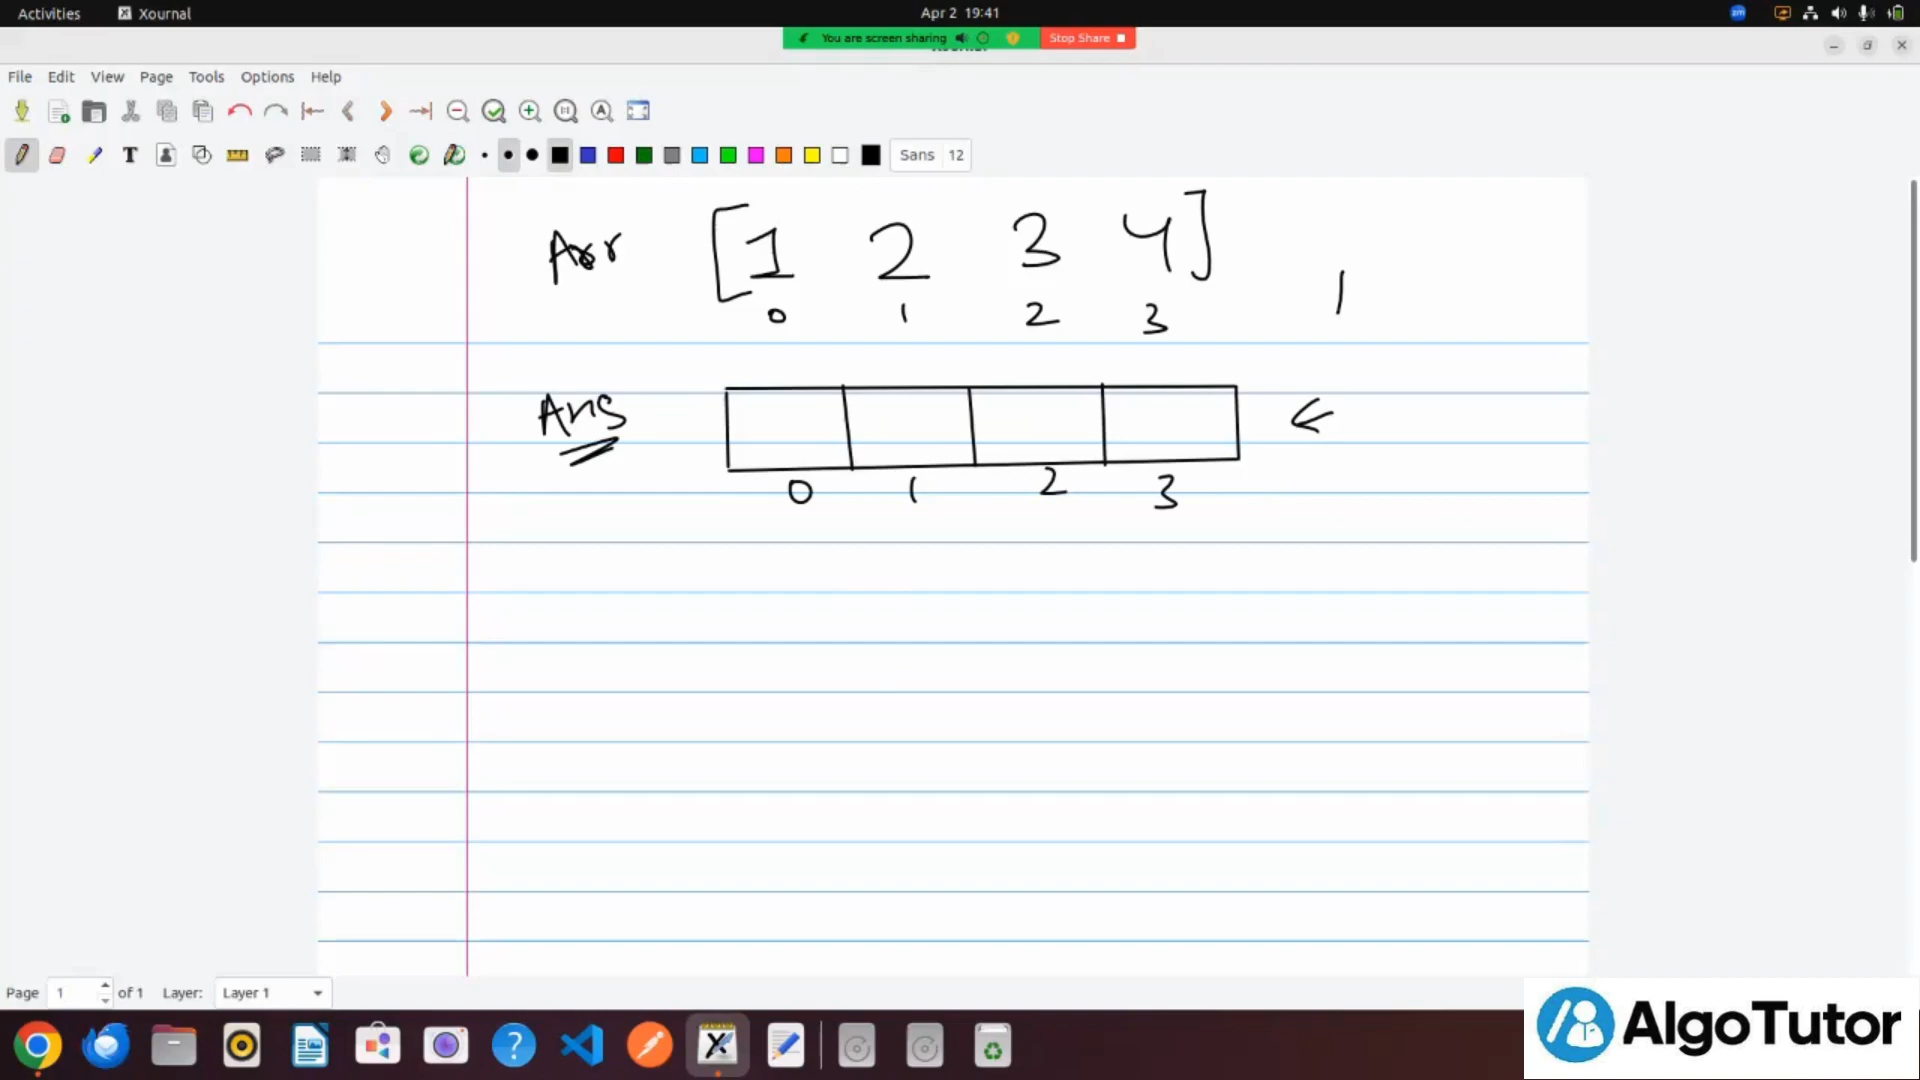 Activities Xournal Apr 2 19:41 zm
You are screen sharing Stop Share
File Edit View Page Tools Options Help
Sans 12
Arr [1 2 3 4]
0 1 2 3
Ans
0 1 2 3
Page 1 of 1 Layer: Layer 1
AlgoTutor